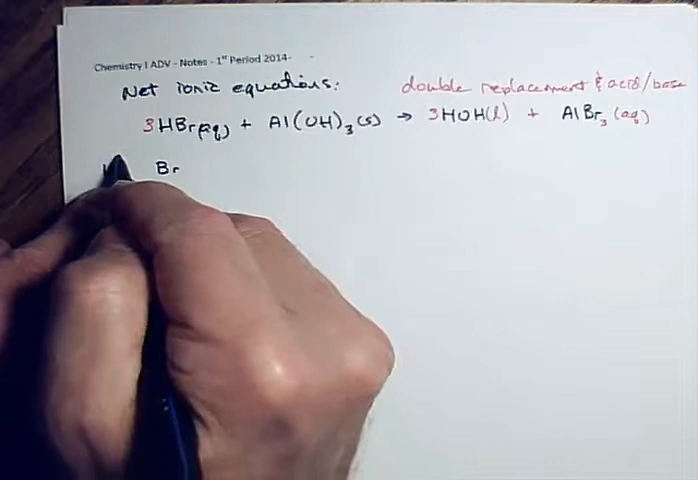 Chemistry I ADV - Notes - 1st Period 2014-
Net ionic equations: double replacement & acid/base
3HBr(aq) + Al(OH)3(s) → 3HOH(l) + AlBr3(aq)
Br